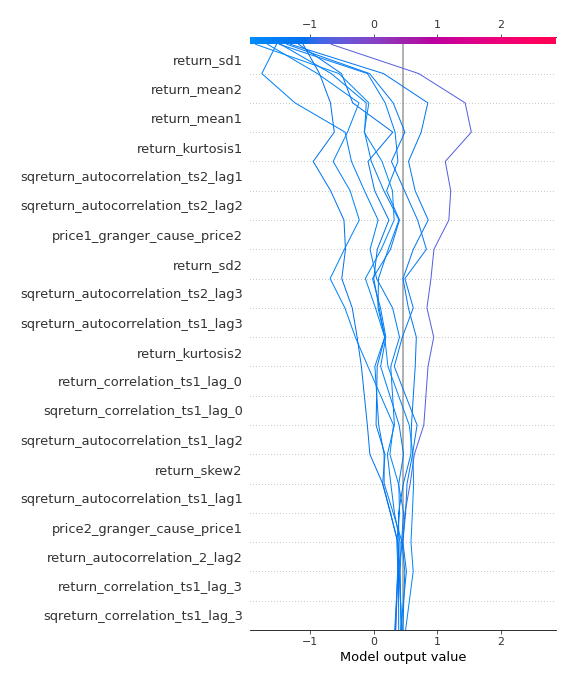 −1 0 1 2
return_sd1
return_mean2
return_mean1
return_kurtosis1
sqreturn_autocorrelation_ts2_lag1
sqreturn_autocorrelation_ts2_lag2
price1_granger_cause_price2
return_sd2
sqreturn_autocorrelation_ts2_lag3
sqreturn_autocorrelation_ts1_lag3
return_kurtosis2
return_correlation_ts1_lag_0
sqreturn_correlation_ts1_lag_0
sqreturn_autocorrelation_ts1_lag2
return_skew2
sqreturn_autocorrelation_ts1_lag1
price2_granger_cause_price1
return_autocorrelation_2_lag2
return_correlation_ts1_lag_3
sqreturn_correlation_ts1_lag_3
−1 0 1 2
Model output value